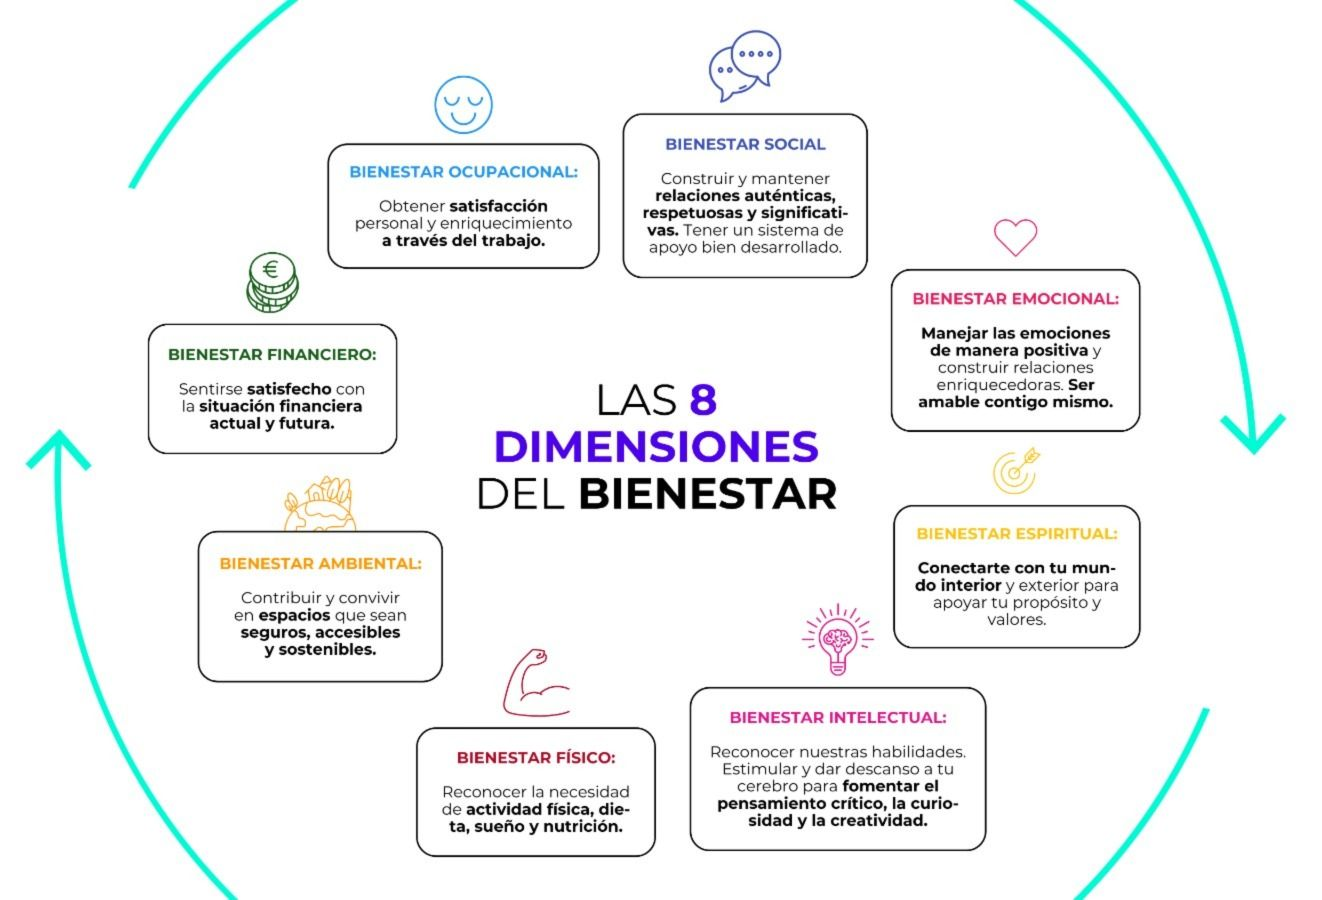 BIENESTAR SOCIAL
Construir y mantener
relaciones auténticas,
respetuosas y significati-
vas. Tener un sistema de
apoyo bien desarrollado.
BIENESTAR OCUPACIONAL:
Obtener satisfacción
personal y enriquecimiento
a través del trabajo.
BIENESTAR EMOCIONAL:
Manejar las emociones
de manera positiva y
construir relaciones
enriquecedoras. Ser
amable contigo mismo.
€
BIENESTAR FINANCIERO:
Sentirse satisfecho con
la situación financiera
actual y futura.
LAS 8
DIMENSIONES
DEL BIENESTAR
BIENESTAR ESPIRITUAL:
Conectarte con tu mun-
do interior y exterior para
apoyar tu propósito y
valores.
BIENESTAR AMBIENTAL:
Contribuir y convivir
en espacios que sean
seguros, accesibles
y sostenibles.
BIENESTAR INTELECTUAL:
Reconocer nuestras habilidades.
Estimular y dar descanso a tu
cerebro para fomentar el
pensamiento crítico, la curio-
sidad y la creatividad.
BIENESTAR FÍSICO:
Reconocer la necesidad
de actividad física, die-
ta, sueño y nutrición.